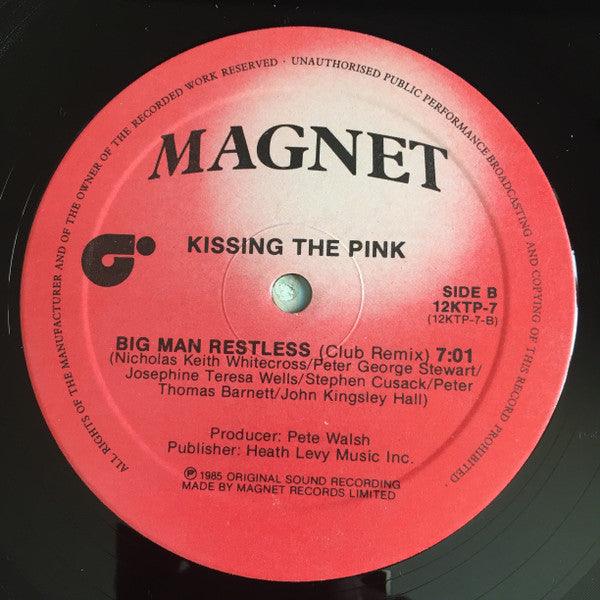 ALL RIGHTS OF THE MANUFACTURER AND OF THE OWNER OF THE RECORDED WORK RESERVED · UNAUTHORISED PUBLIC PERFORMANCE BROADCASTING AND COPYING OF THIS RECORD PROHIBITED.
MAGNET
KISSING THE PINK
SIDE B
12KTP-7
(12KTP-7-B)
BIG MAN RESTLESS (Club Remix) 7:01
(Nicholas Keith Whitecross/Peter George Stewart/
Josephine Teresa Wells/Stephen Cusack/Peter
Thomas Barnett/John Kingsley Hall)
Producer: Pete Walsh
Publisher: Heath Levy Music Inc.
℗ 1985 ORIGINAL SOUND RECORDING
MADE BY MAGNET RECORDS LIMITED